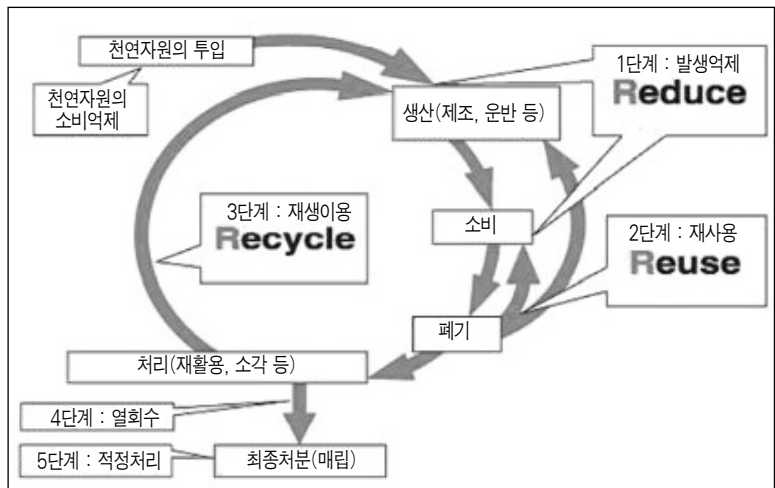 천연자원의 투입
천연자원의
소비억제
1단계 : 발생억제
Reduce
생산(제조, 운반 등)
3단계 : 재생이용
Recycle
소비
2단계 : 재사용
Reuse
폐기
처리(재활용, 소각 등)
4단계 : 열회수
5단계 : 적정처리
최종처분(매립)